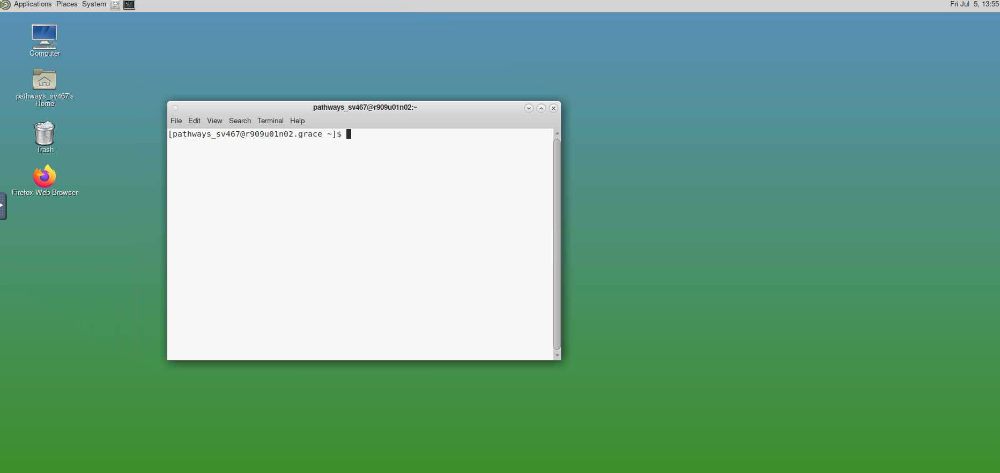 Applications Places System
Fri Jul 5, 13:55
Computer
pathways_sv467's
Home
Trash
Firefox Web Browser
pathways_sv467@r909u01n02:~
File Edit View Search Terminal Help
[pathways_sv467@r909u01n02.grace ~]$